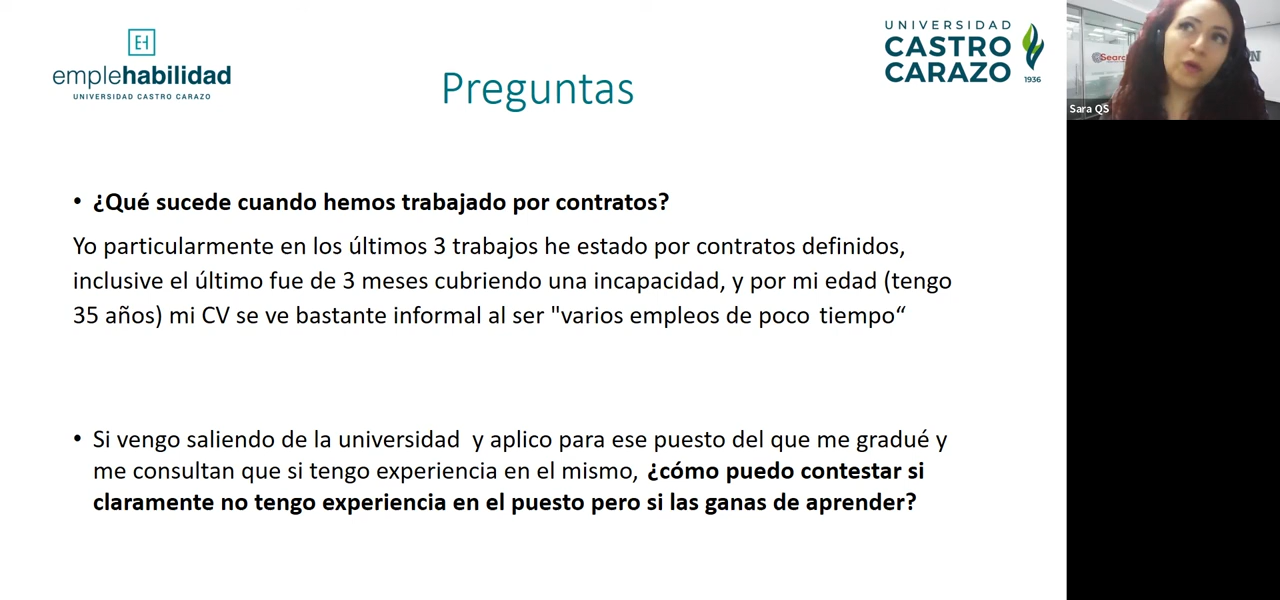 EH
emplehabilidad
UNIVERSIDAD CASTRO CARAZO
Preguntas
UNIVERSIDAD
CASTRO
CARAZO
1936
Sara QS
• ¿Qué sucede cuando hemos trabajado por contratos?
Yo particularmente en los últimos 3 trabajos he estado por contratos definidos,
inclusive el último fue de 3 meses cubriendo una incapacidad, y por mi edad (tengo
35 años) mi CV se ve bastante informal al ser "varios empleos de poco tiempo“
• Si vengo saliendo de la universidad y aplico para ese puesto del que me gradué y
me consultan que si tengo experiencia en el mismo, ¿cómo puedo contestar si
claramente no tengo experiencia en el puesto pero si las ganas de aprender?